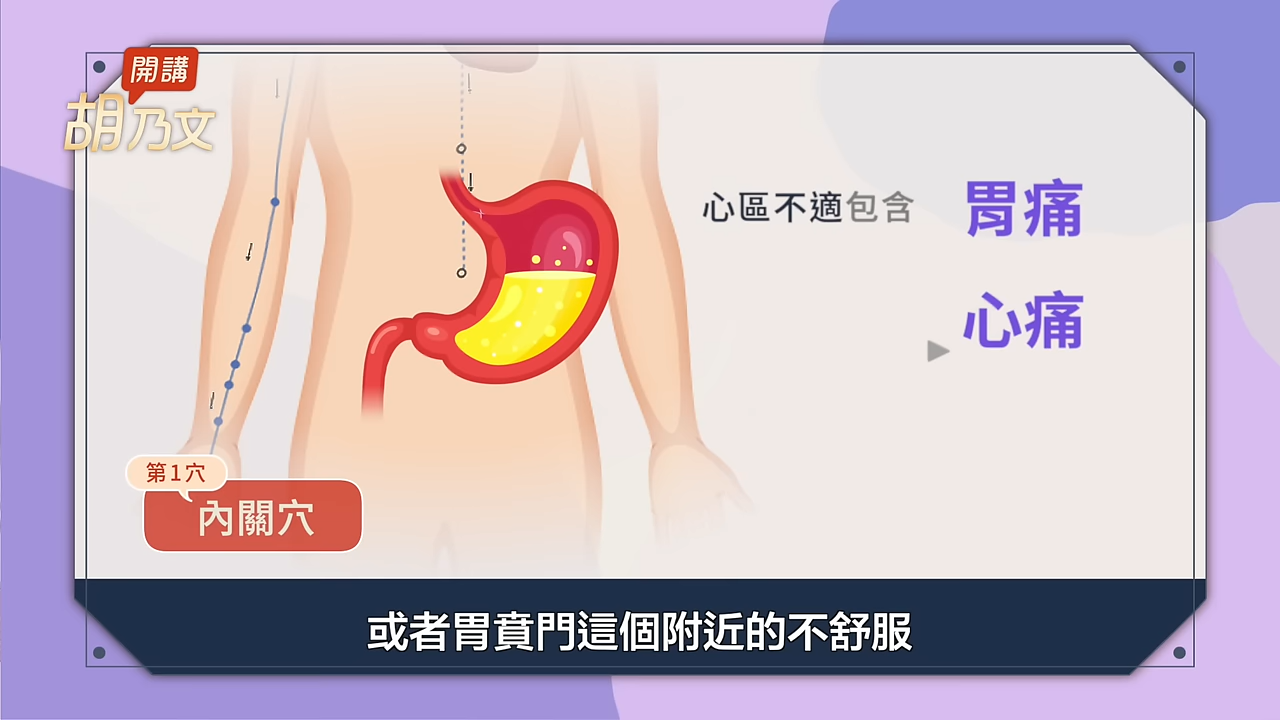 開講
胡乃文
心區不適包含
胃痛
心痛
第1穴
內關穴
或者胃賁門這個附近的不舒服